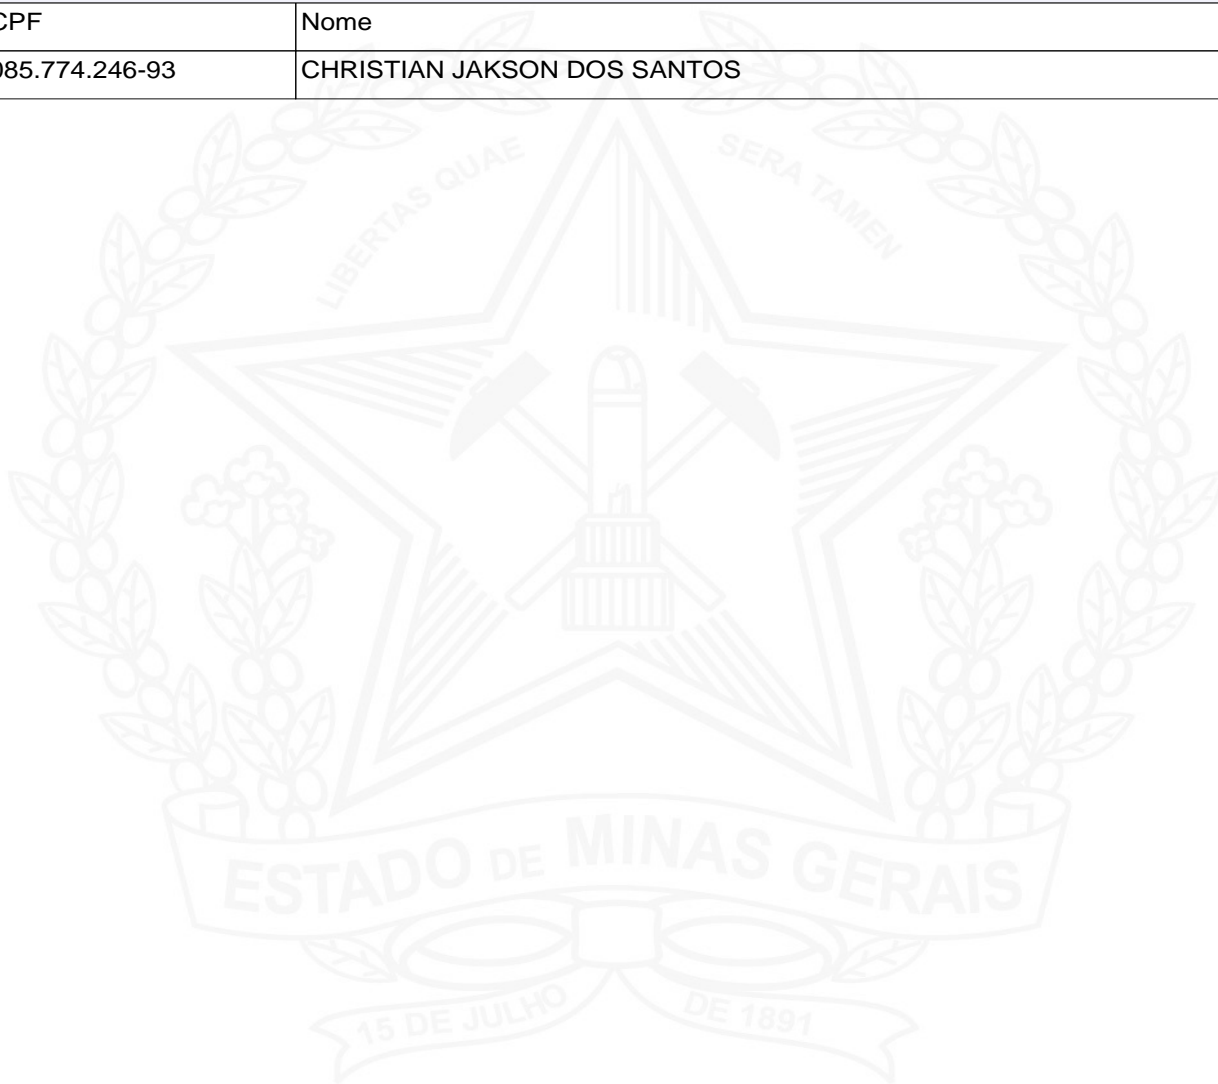 CPF Nome
085.774.246-93 CHRISTIAN JAKSON DOS SANTOS
LIBERTAS QUAE SERA TAMEN
ESTADO DE MINAS GERAIS
15 DE JULHO DE 1891